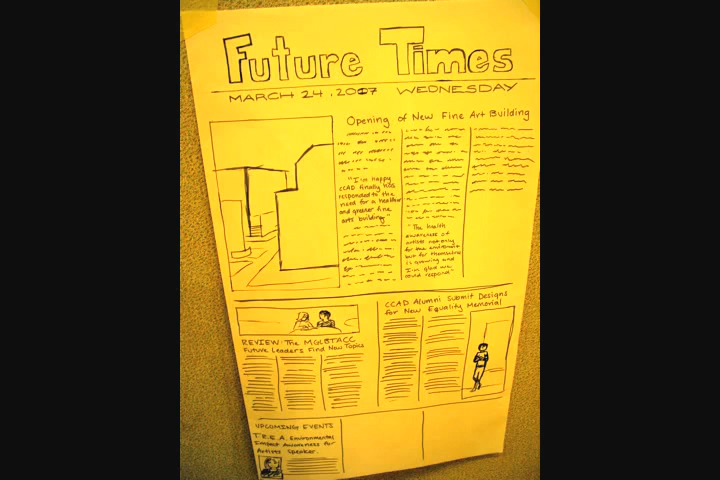 Future Times
MARCH 24, 2007 WEDNESDAY
Opening of New Fine Art Building
"I'm happy
CCAD finally has
responded to the
need for a healthier
and greener fine
arts building"
"The health
awareness of
artists not only
for the environment
but for themselves
is growing and
I'm glad we
could respond"
CCAD Alumni Submit Designs
for New Equality Memorial
REVIEW: The MGLBTACC
Future Leaders Find New Topics
UPCOMING EVENTS
T.R.E.A. Environmental
Impact Awareness for
Artists Speaker.